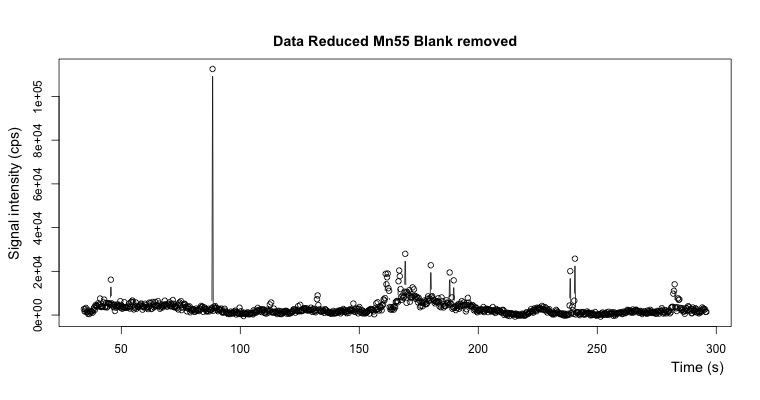 Data Reduced Mn55 Blank removed
Signal intensity (cps)
1e+05
8e+04
6e+04
4e+04
2e+04
0e+00
50 100 150 200 250 300
Time (s)